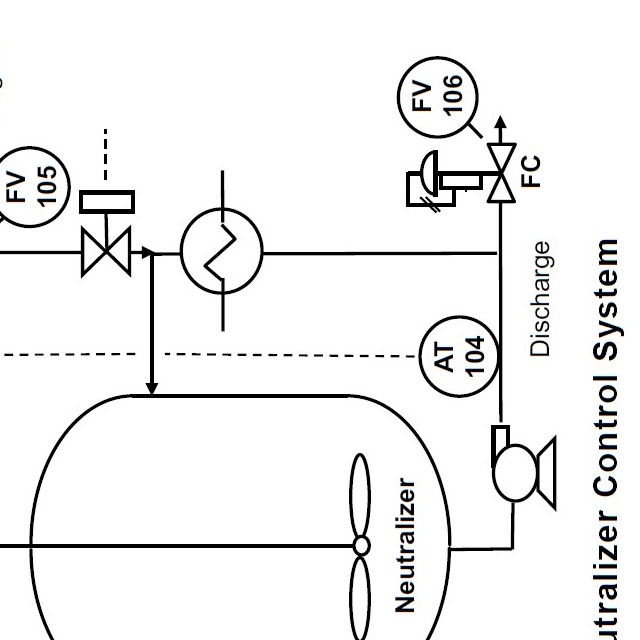 FV
105
FV
106
FC
AT
104
Discharge
Neutralizer
utralizer Control System